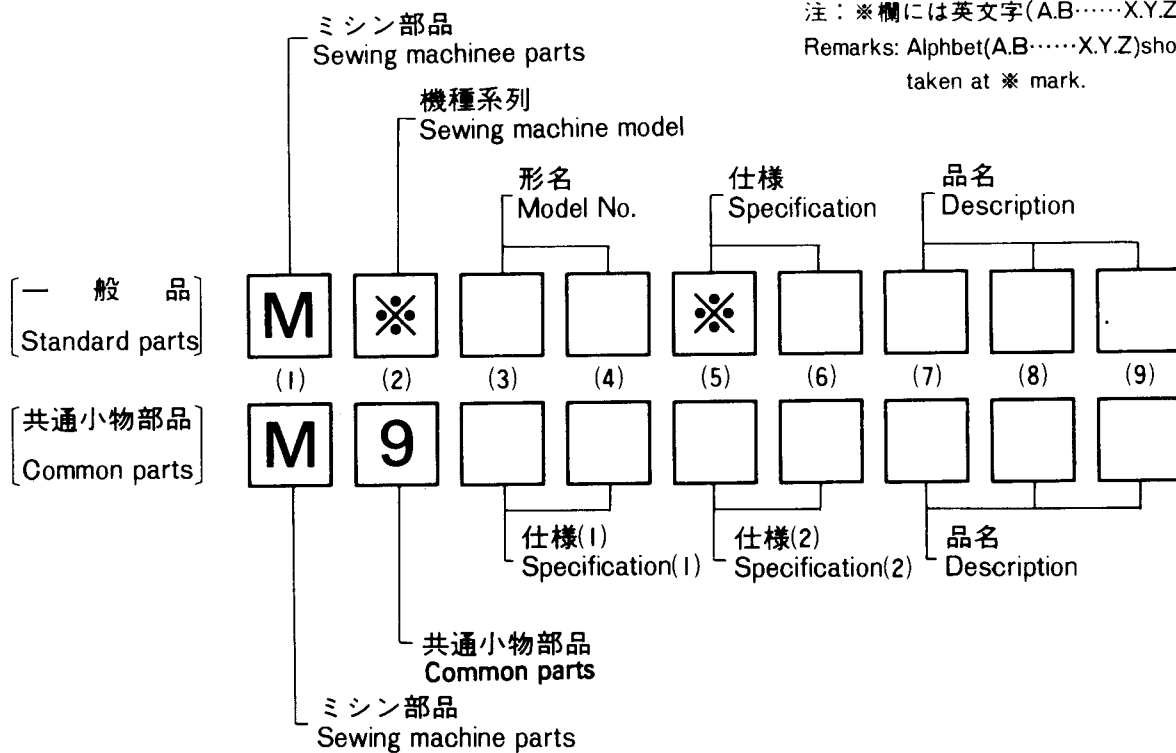 注：※欄には英文字(A.B……X.Y.Z
Remarks: Alphbet(A.B……X.Y.Z)sho
taken at ※ mark.
ミシン部品
Sewing machinee parts
機種系列
Sewing machine model
形名
Model No.
仕様
Specification
品名
Description
一般品
Standard parts
M ※ ※
(1) (2) (3) (4) (5) (6) (7) (8) (9)
共通小物部品
Common parts
M 9
仕様(1)
Specification(1)
仕様(2)
Specification(2)
品名
Description
共通小物部品
Common parts
ミシン部品
Sewing machine parts